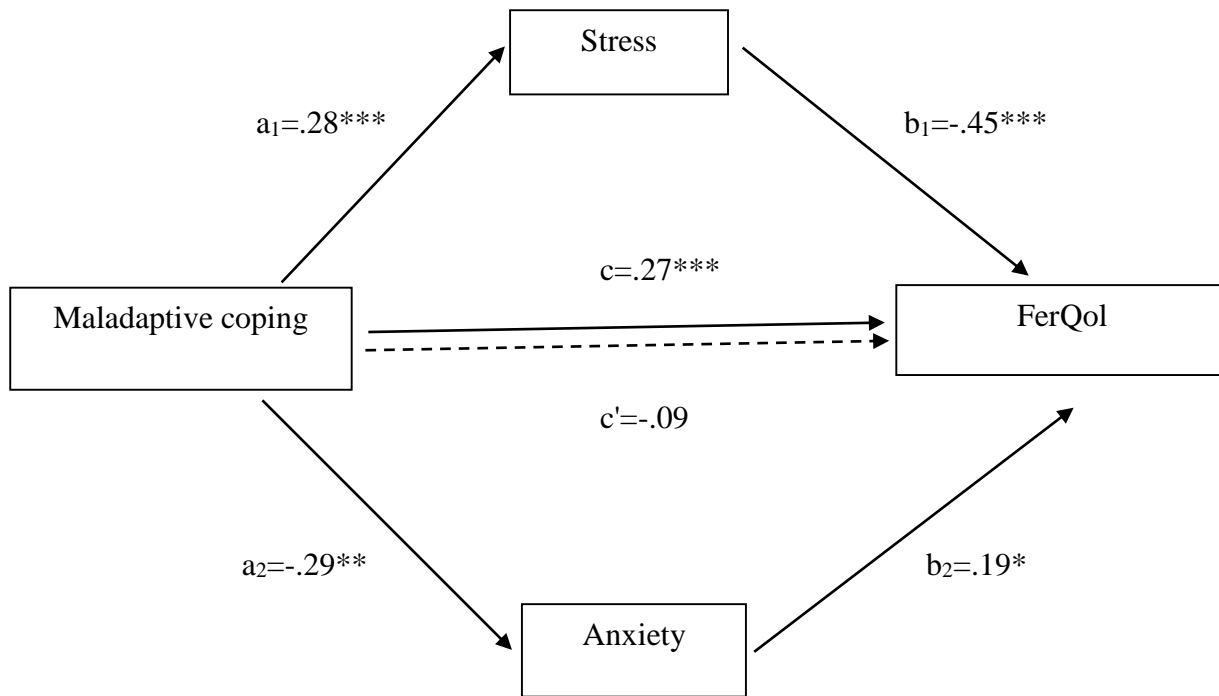 Stress
a₁=.28***
b₁=-.45***
c=.27***
Maladaptive coping
FerQol
c'=-.09
a₂=-.29**
b₂=.19*
Anxiety